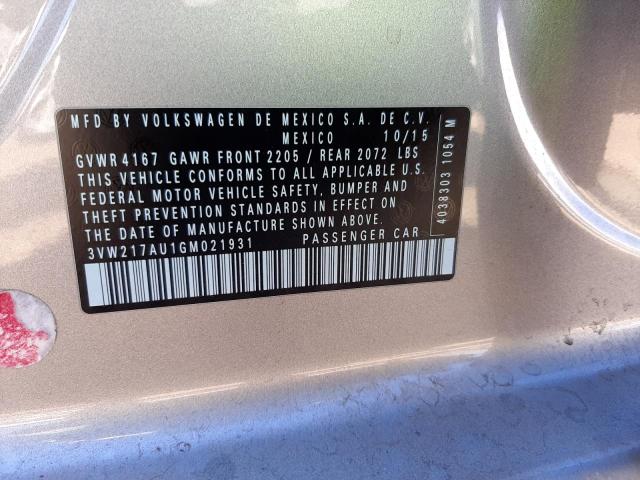 MFD BY VOLKSWAGEN DE MEXICO S.A. DE C.V.
MEXICO 10/15
GVWR 4167 GAWR FRONT 2205 / REAR 2072 LBS
THIS VEHICLE CONFORMS TO ALL APPLICABLE U.S.
FEDERAL MOTOR VEHICLE SAFETY, BUMPER AND
THEFT PREVENTION STANDARDS IN EFFECT ON
THE DATE OF MANUFACTURE SHOWN ABOVE.
3VW217AU1GM021931 PASSENGER CAR
4038303 1054 M